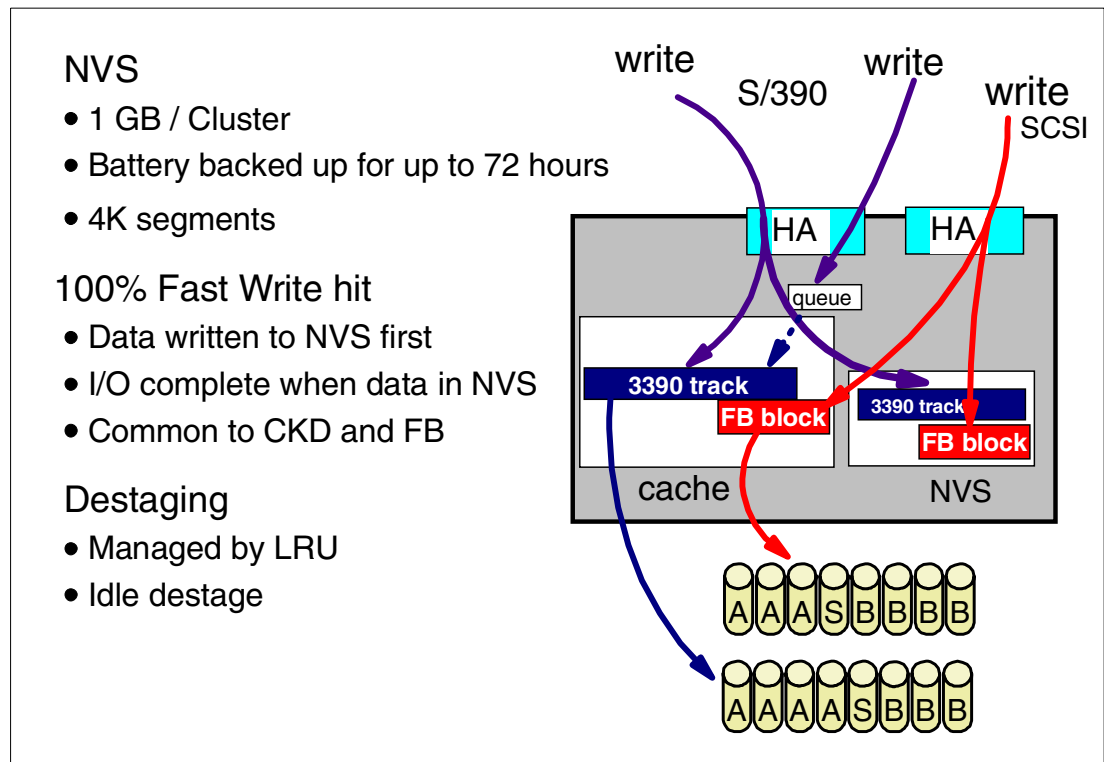 NVS
• 1 GB / Cluster
• Battery backed up for up to 72 hours
• 4K segments
100% Fast Write hit
• Data written to NVS first
• I/O complete when data in NVS
• Common to CKD and FB
Destaging
• Managed by LRU
• Idle destage
write
S/390
write
write
SCSI
HA
HA
queue
3390 track
FB block
cache
3390 track
FB block
NVS
A A A S B B B B
A A A A S B B B